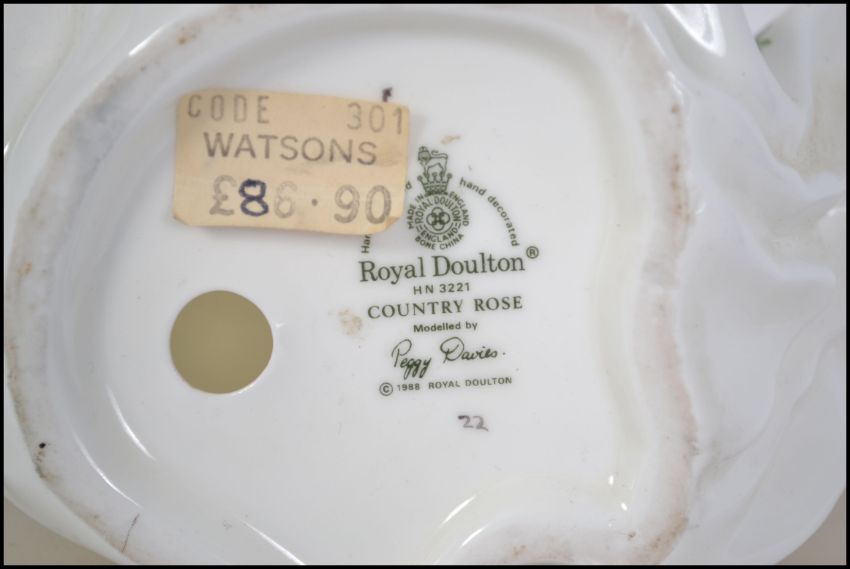 CODE 301
WATSONS
£86.90
hand decorated
MADE IN ENGLAND
ROYAL DOULTON
ENGLAND
BONE CHINA
Royal Doulton®
HN 3221
COUNTRY ROSE
Modelled by
Peggy Davies.
© 1988 ROYAL DOULTON
22